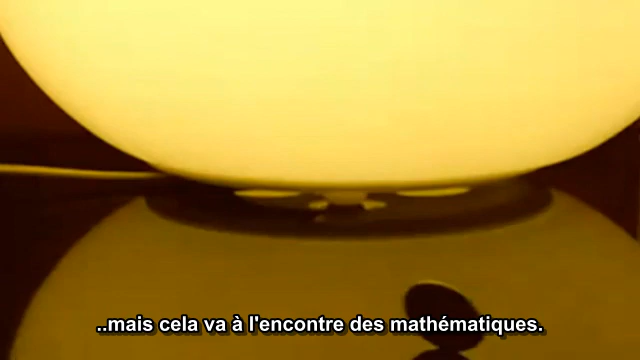 ..mais cela va à l'encontre des mathématiques.